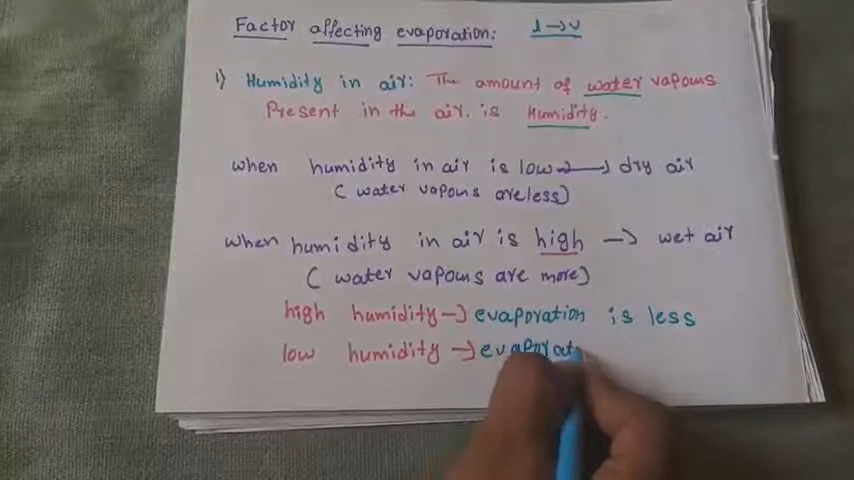 Factor affecting evaporation: l→v
1) Humidity in air: The amount of water vapours
Present in the air. is Humidity.
when humidity in air is low → dry air
( water vapours are less)
when humidity in air is high → wet air
( water vapours are more)
high humidity → evaporation is less
low humidity → evaporat